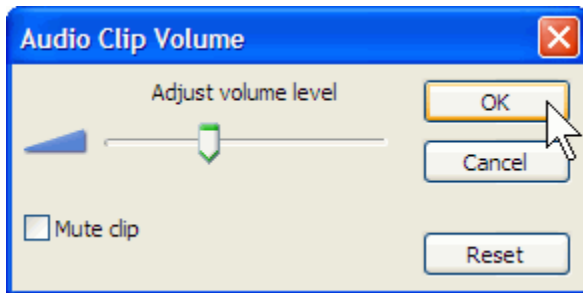 Audio Clip Volume
Adjust volume level
OK
Cancel
Mute clip
Reset